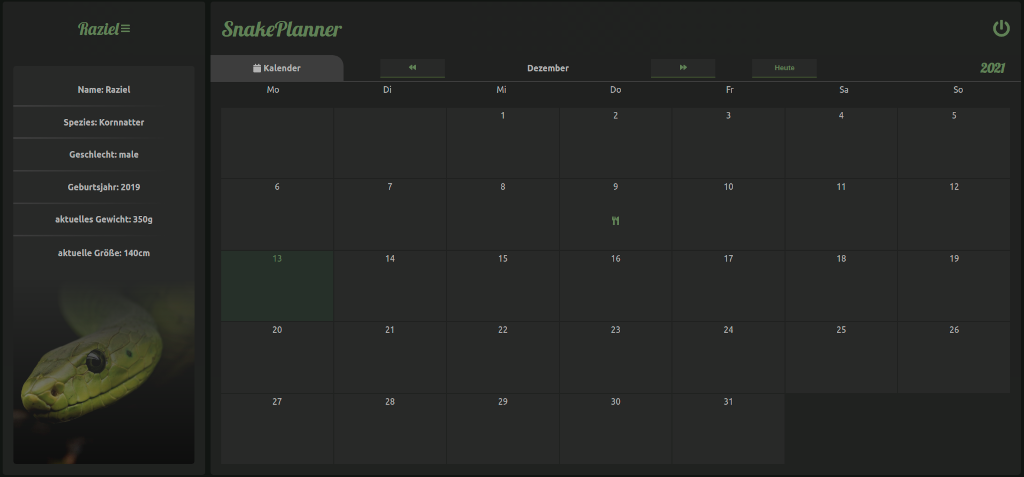 Raziel
Name: Raziel
Spezies: Kornnatter
Geschlecht: male
Geburtsjahr: 2019
aktuelles Gewicht: 350g
aktuelle Größe: 140cm
SnakePlanner
Kalender Dezember Heute 2021
Mo Di Mi Do Fr Sa So
1 2 3 4 5
6 7 8 9 10 11 12
13 14 15 16 17 18 19
20 21 22 23 24 25 26
27 28 29 30 31